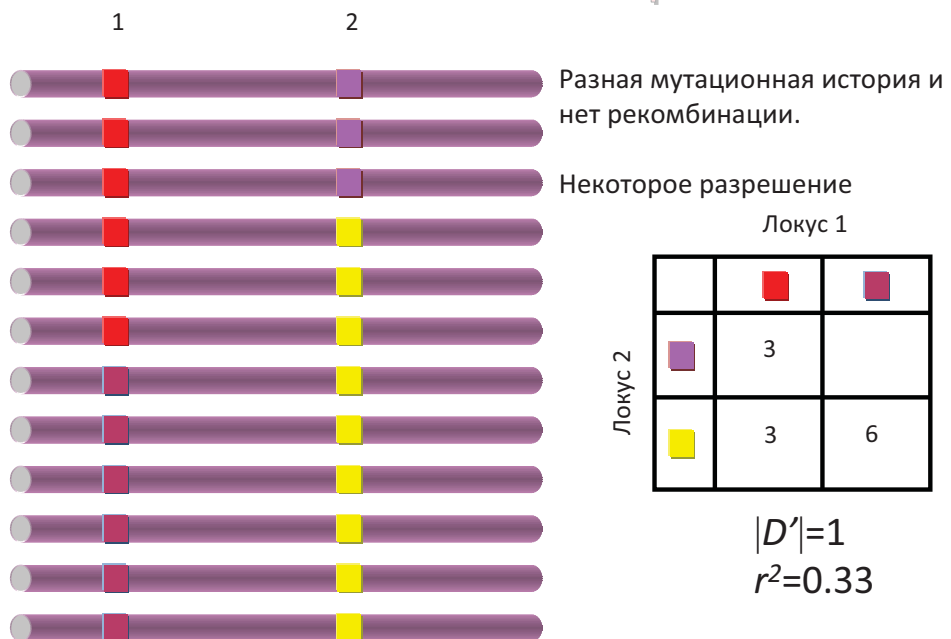 1 2
Разная мутационная история и
нет рекомбинации.
Некоторое разрешение
Локус 1
Локус 2
3
3 6
|D’|=1
r²=0.33